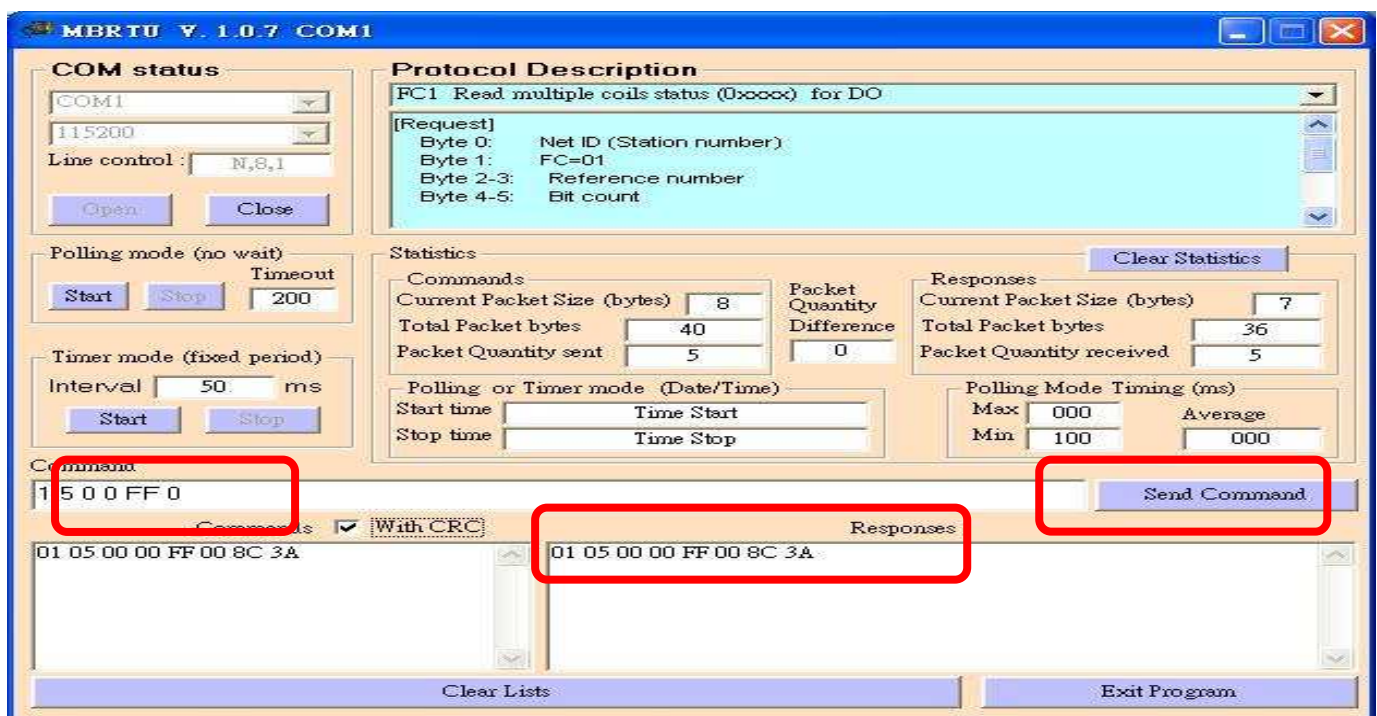 MBRTU V. 1.0.7 COM1
COM status
COM1
115200
Line control : N,8,1
Open Close
Protocol Description
FC1 Read multiple coils status (0xxxx) for DO
[Request]
Byte 0: Net ID (Station number)
Byte 1: FC=01
Byte 2-3: Reference number
Byte 4-5: Bit count
Polling mode (no wait)
Timeout
Start Stop 200
Timer mode (fixed period)
Interval 50 ms
Start Stop
Statistics
Clear Statistics
Commands
Current Packet Size (bytes) 8
Total Packet bytes 40
Packet Quantity sent 5
Packet
Quantity
Difference
0
Responses
Current Packet Size (bytes) 7
Total Packet bytes 36
Packet Quantity received 5
Polling or Timer mode (Date/Time)
Start time Time Start
Stop time Time Stop
Polling Mode Timing (ms)
Max 000 Average
Min 100 000
Command
1 5 0 0 FF 0
Send Command
Commands With CRC
Responses
01 05 00 00 FF 00 8C 3A
01 05 00 00 FF 00 8C 3A
Clear Lists
Exit Program